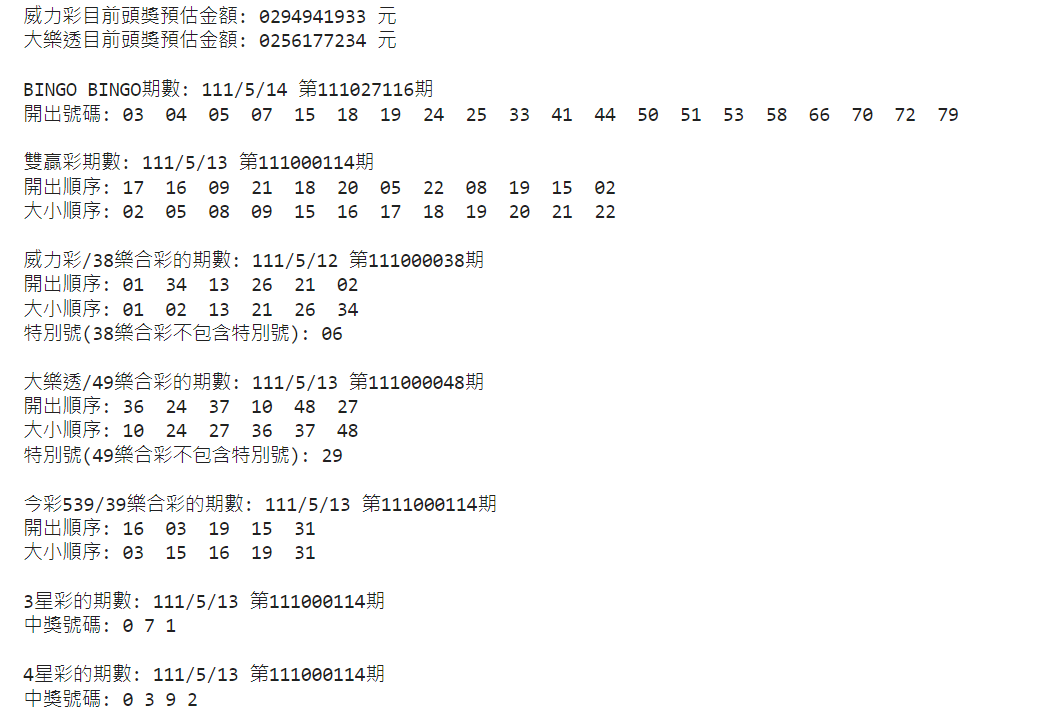 威力彩目前頭獎預估金額: 0294941933 元
大樂透目前頭獎預估金額: 0256177234 元
BINGO BINGO期數: 111/5/14 第111027116期
開出號碼: 03 04 05 07 15 18 19 24 25 33 41 44 50 51 53 58 66 70 72 79
雙贏彩期數: 111/5/13 第111000114期
開出順序: 17 16 09 21 18 20 05 22 08 19 15 02
大小順序: 02 05 08 09 15 16 17 18 19 20 21 22
威力彩/38樂合彩的期數: 111/5/12 第111000038期
開出順序: 01 34 13 26 21 02
大小順序: 01 02 13 21 26 34
特別號(38樂合彩不包含特別號): 06
大樂透/49樂合彩的期數: 111/5/13 第111000048期
開出順序: 36 24 37 10 48 27
大小順序: 10 24 27 36 37 48
特別號(49樂合彩不包含特別號): 29
今彩539/39樂合彩的期數: 111/5/13 第111000114期
開出順序: 16 03 19 15 31
大小順序: 03 15 16 19 31
3星彩的期數: 111/5/13 第111000114期
中獎號碼: 0 7 1
4星彩的期數: 111/5/13 第111000114期
中獎號碼: 0 3 9 2